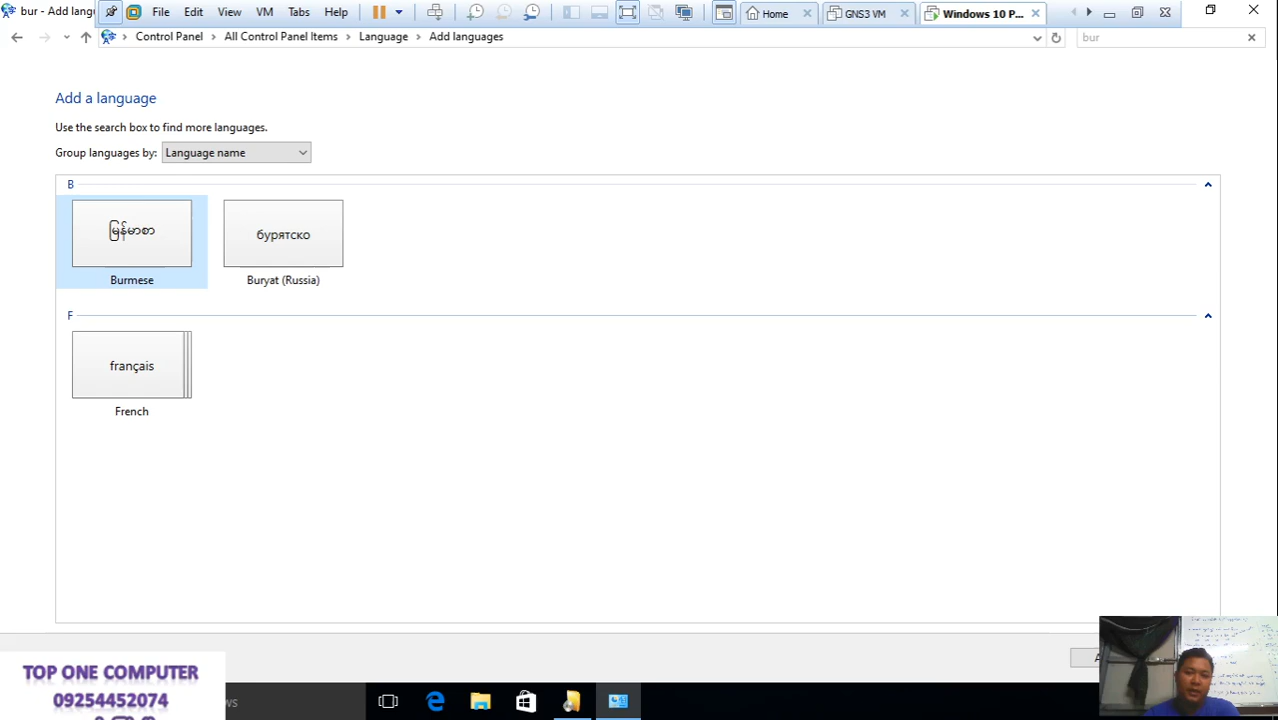 bur - Add langu
File Edit View VM Tabs Help
Home
GNS3 VM
Windows 10 P...
Control Panel All Control Panel Items Language Add languages
bur
Add a language
Use the search box to find more languages.
Group languages by: Language name
B
မြန်မာစာ
бурятско
Burmese
Buryat (Russia)
F
français
French
TOP ONE COMPUTER
09254452074